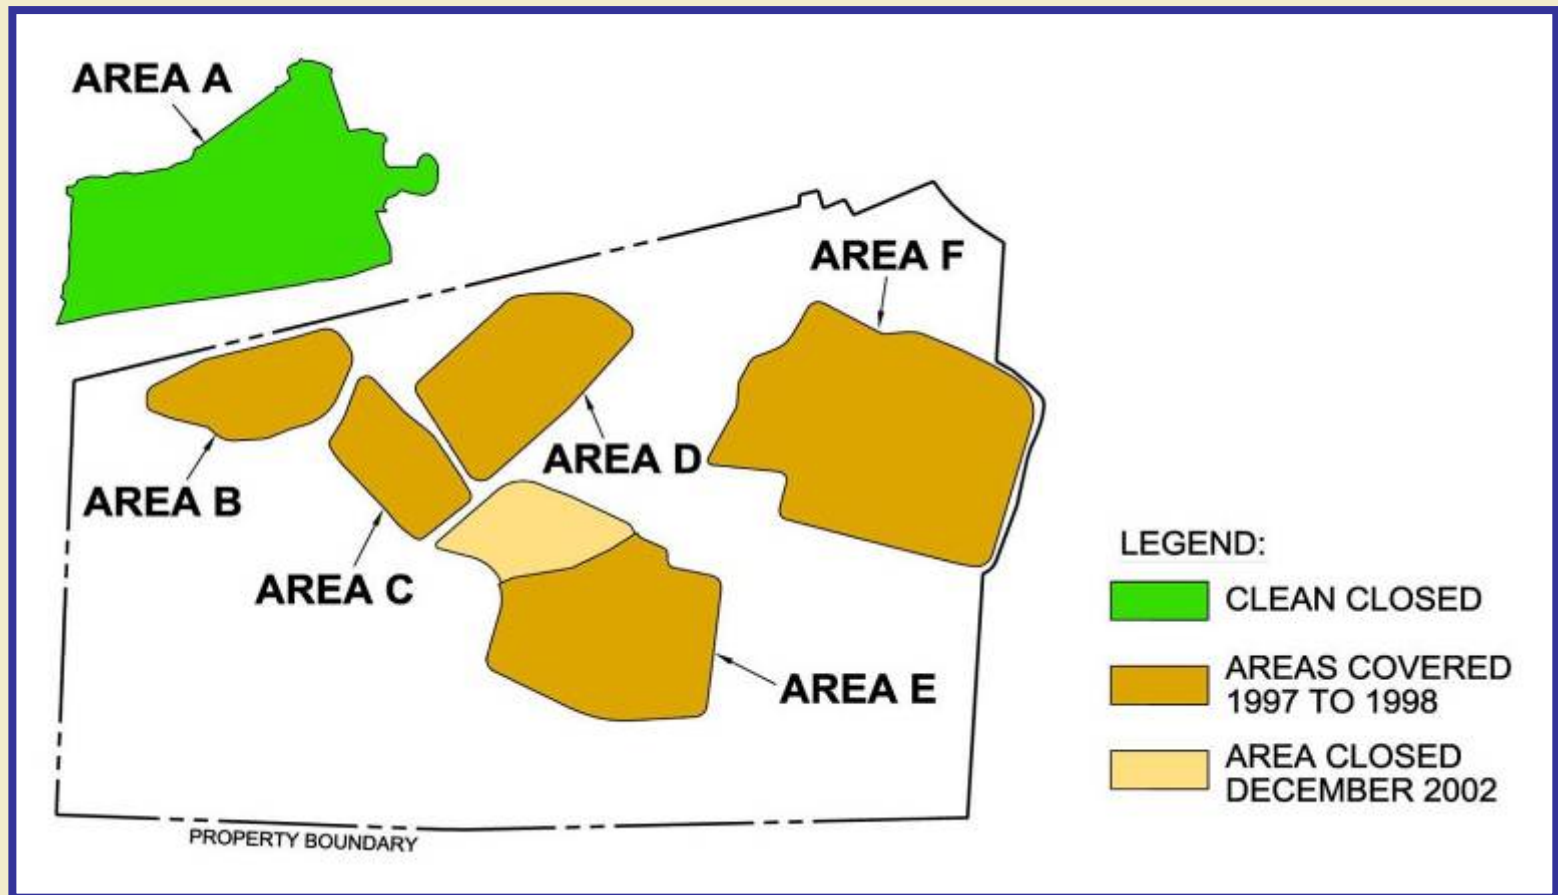 AREA A
AREA F
AREA D
AREA B
AREA C
AREA E
LEGEND:
CLEAN CLOSED
AREAS COVERED
1997 TO 1998
AREA CLOSED
DECEMBER 2002
PROPERTY BOUNDARY